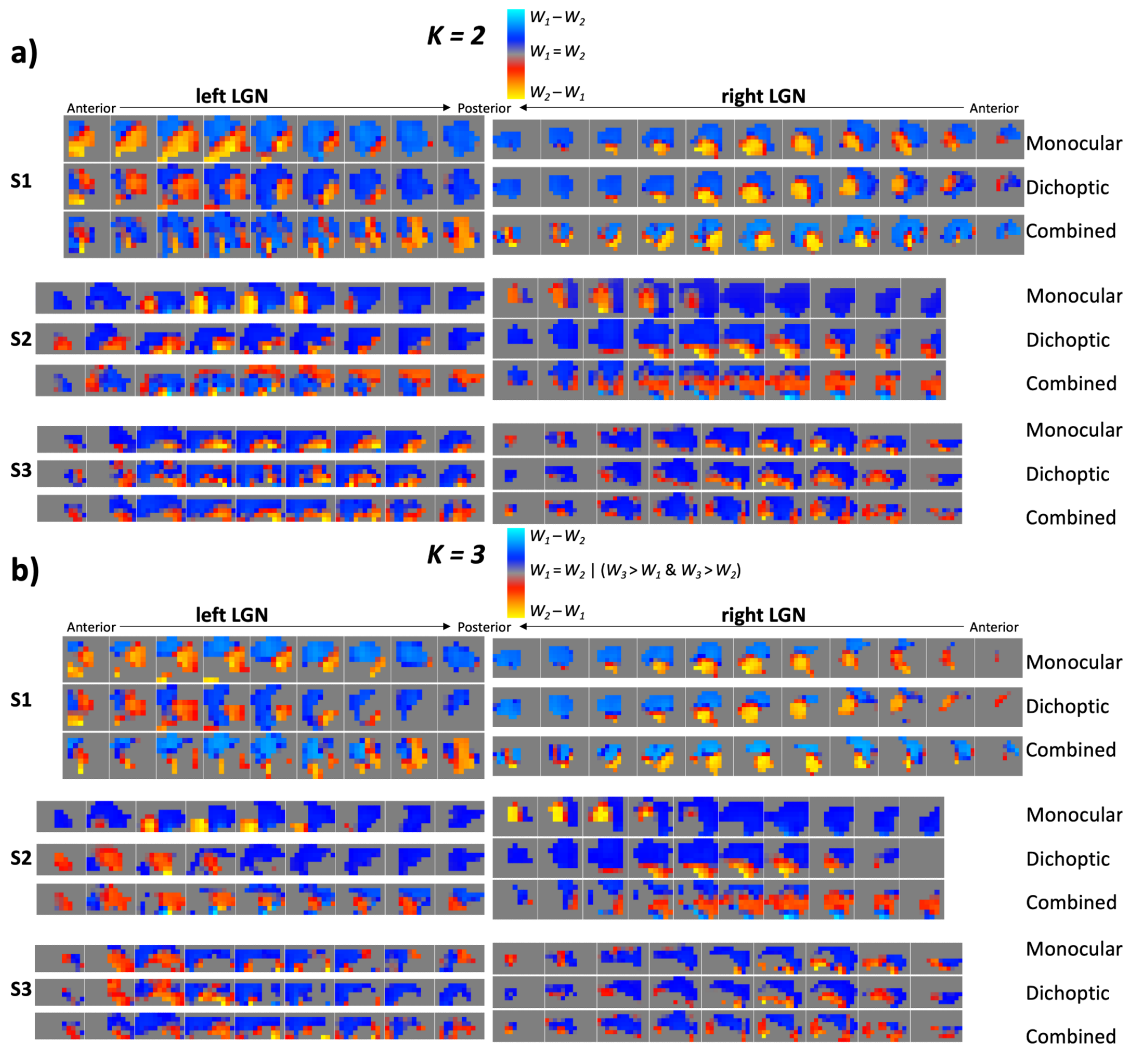 a)
K = 2
W₁ – W₂
W₁ = W₂
W₂ – W₁
left LGN
right LGN
Anterior
Posterior
Anterior
S1
Monocular
Dichoptic
Combined
S2
Monocular
Dichoptic
Combined
S3
Monocular
Dichoptic
Combined
b)
K = 3
W₁ – W₂
W₁ = W₂ | (W₃ > W₁ & W₃ > W₂)
W₂ – W₁
left LGN
right LGN
Anterior
Posterior
Anterior
S1
Monocular
Dichoptic
Combined
S2
Monocular
Dichoptic
Combined
S3
Monocular
Dichoptic
Combined